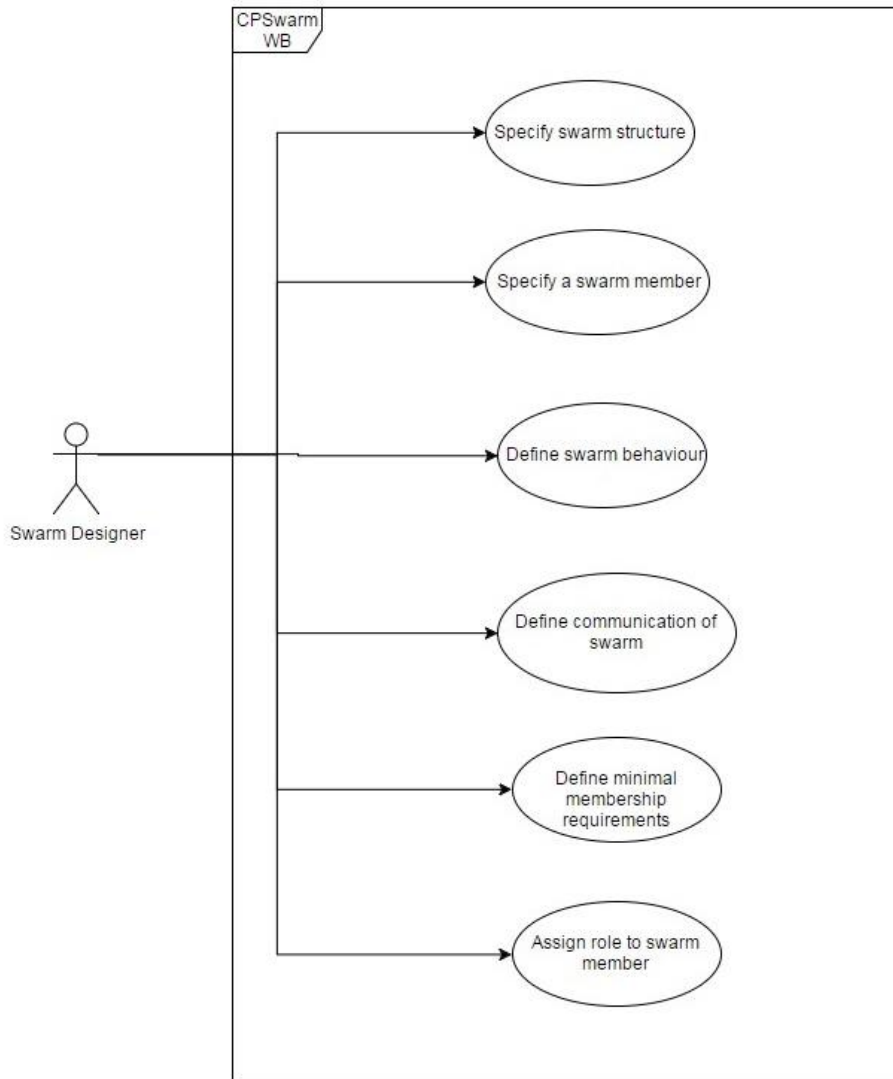 CPSwarm
WB
Specify swarm structure
Specify a swarm member
Define swarm behaviour
Swarm Designer
Define communication of
swarm
Define minimal
membership
requirements
Assign role to swarm
member